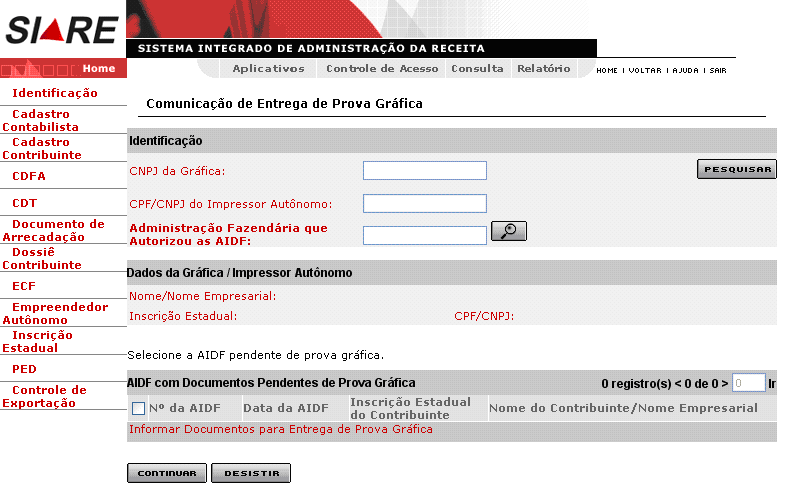 SIARE
SISTEMA INTEGRADO DE ADMINISTRAÇÃO DA RECEITA
Home
Aplicativos Controle de Acesso Consulta Relatório
HOME | VOLTAR | AJUDA | SAIR
Identificação
Cadastro
Contabilista
Cadastro
Contribuinte
CDFA
CDT
Documento de
Arrecadação
Dossiê
Contribuinte
ECF
Empreendedor
Autônomo
Inscrição
Estadual
PED
Controle de
Exportação
Comunicação de Entrega de Prova Gráfica
Identificação
CNPJ da Gráfica:
PESQUISAR
CPF/CNPJ do Impressor Autônomo:
Administração Fazendária que
Autorizou as AIDF:
Dados da Gráfica / Impressor Autônomo
Nome/Nome Empresarial:
Inscrição Estadual: CPF/CNPJ:
Selecione a AIDF pendente de prova gráfica.
AIDF com Documentos Pendentes de Prova Gráfica 0 registro(s) < 0 de 0 > 0 Ir
Nº da AIDF Data da AIDF Inscrição Estadual
do Contribuinte Nome do Contribuinte/Nome Empresarial
Informar Documentos para Entrega de Prova Gráfica
CONTINUAR DESISTIR